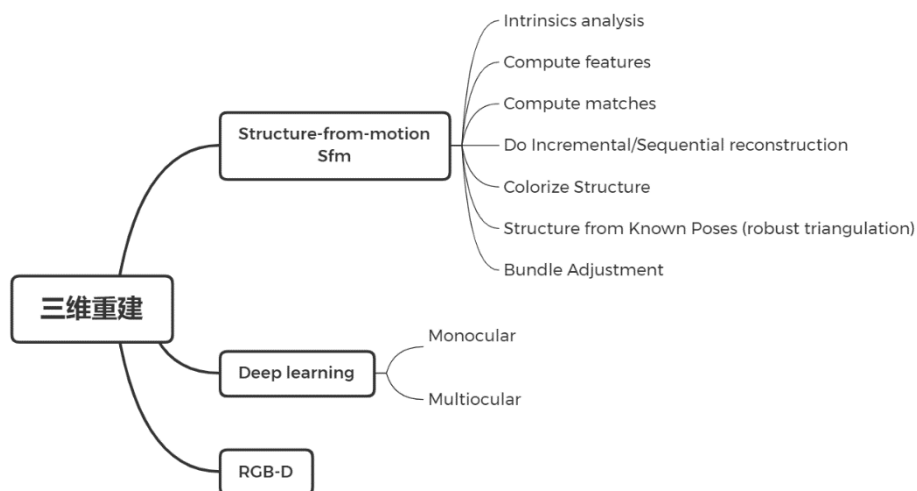 三维重建
Structure-from-motion
Sfm
Intrinsics analysis
Compute features
Compute matches
Do Incremental/Sequential reconstruction
Colorize Structure
Structure from Known Poses (robust triangulation)
Bundle Adjustment
Deep learning
Monocular
Multiocular
RGB-D